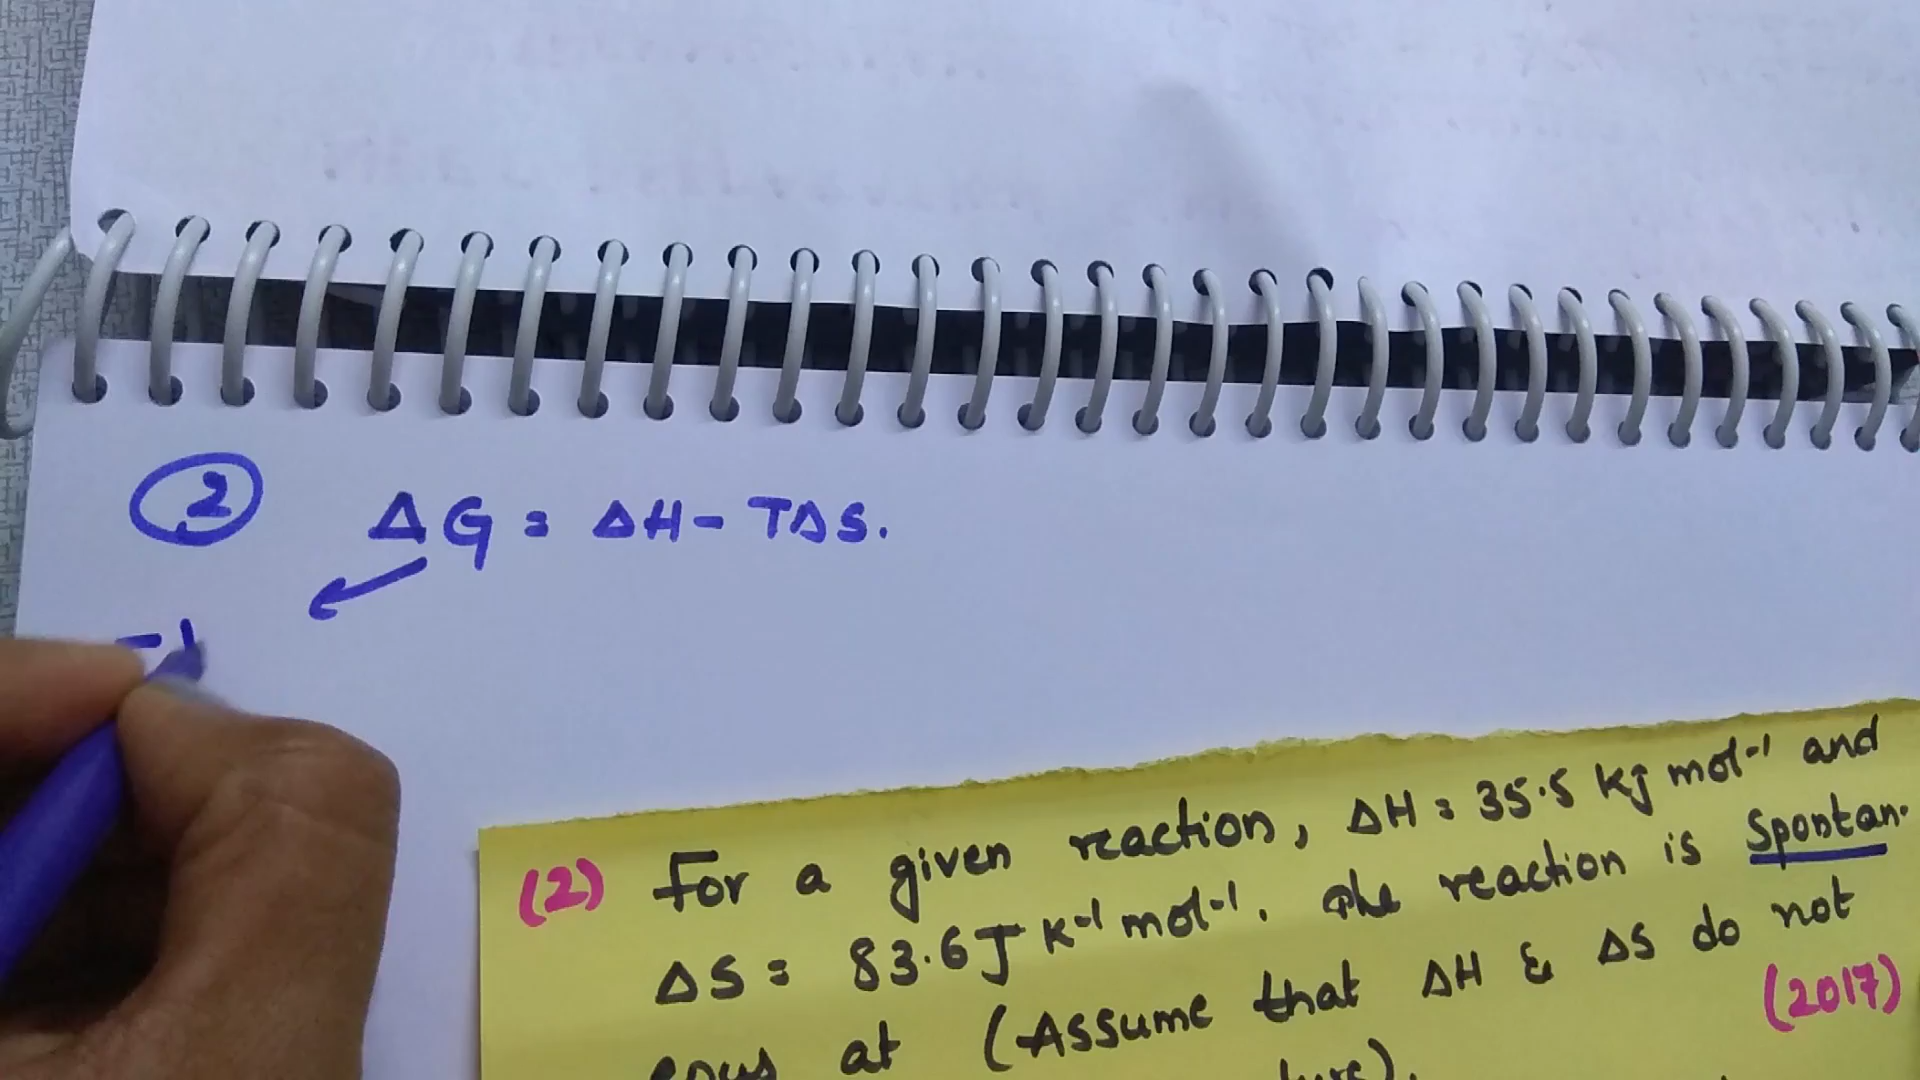 2 ΔG = ΔH - TΔS.
(2) For a given reaction, ΔH = 35.5 kJ mol⁻¹ and
ΔS = 83.6 J K⁻¹ mol⁻¹. The reaction is Spontan-
eous at (Assume that ΔH & ΔS do not
(2017)